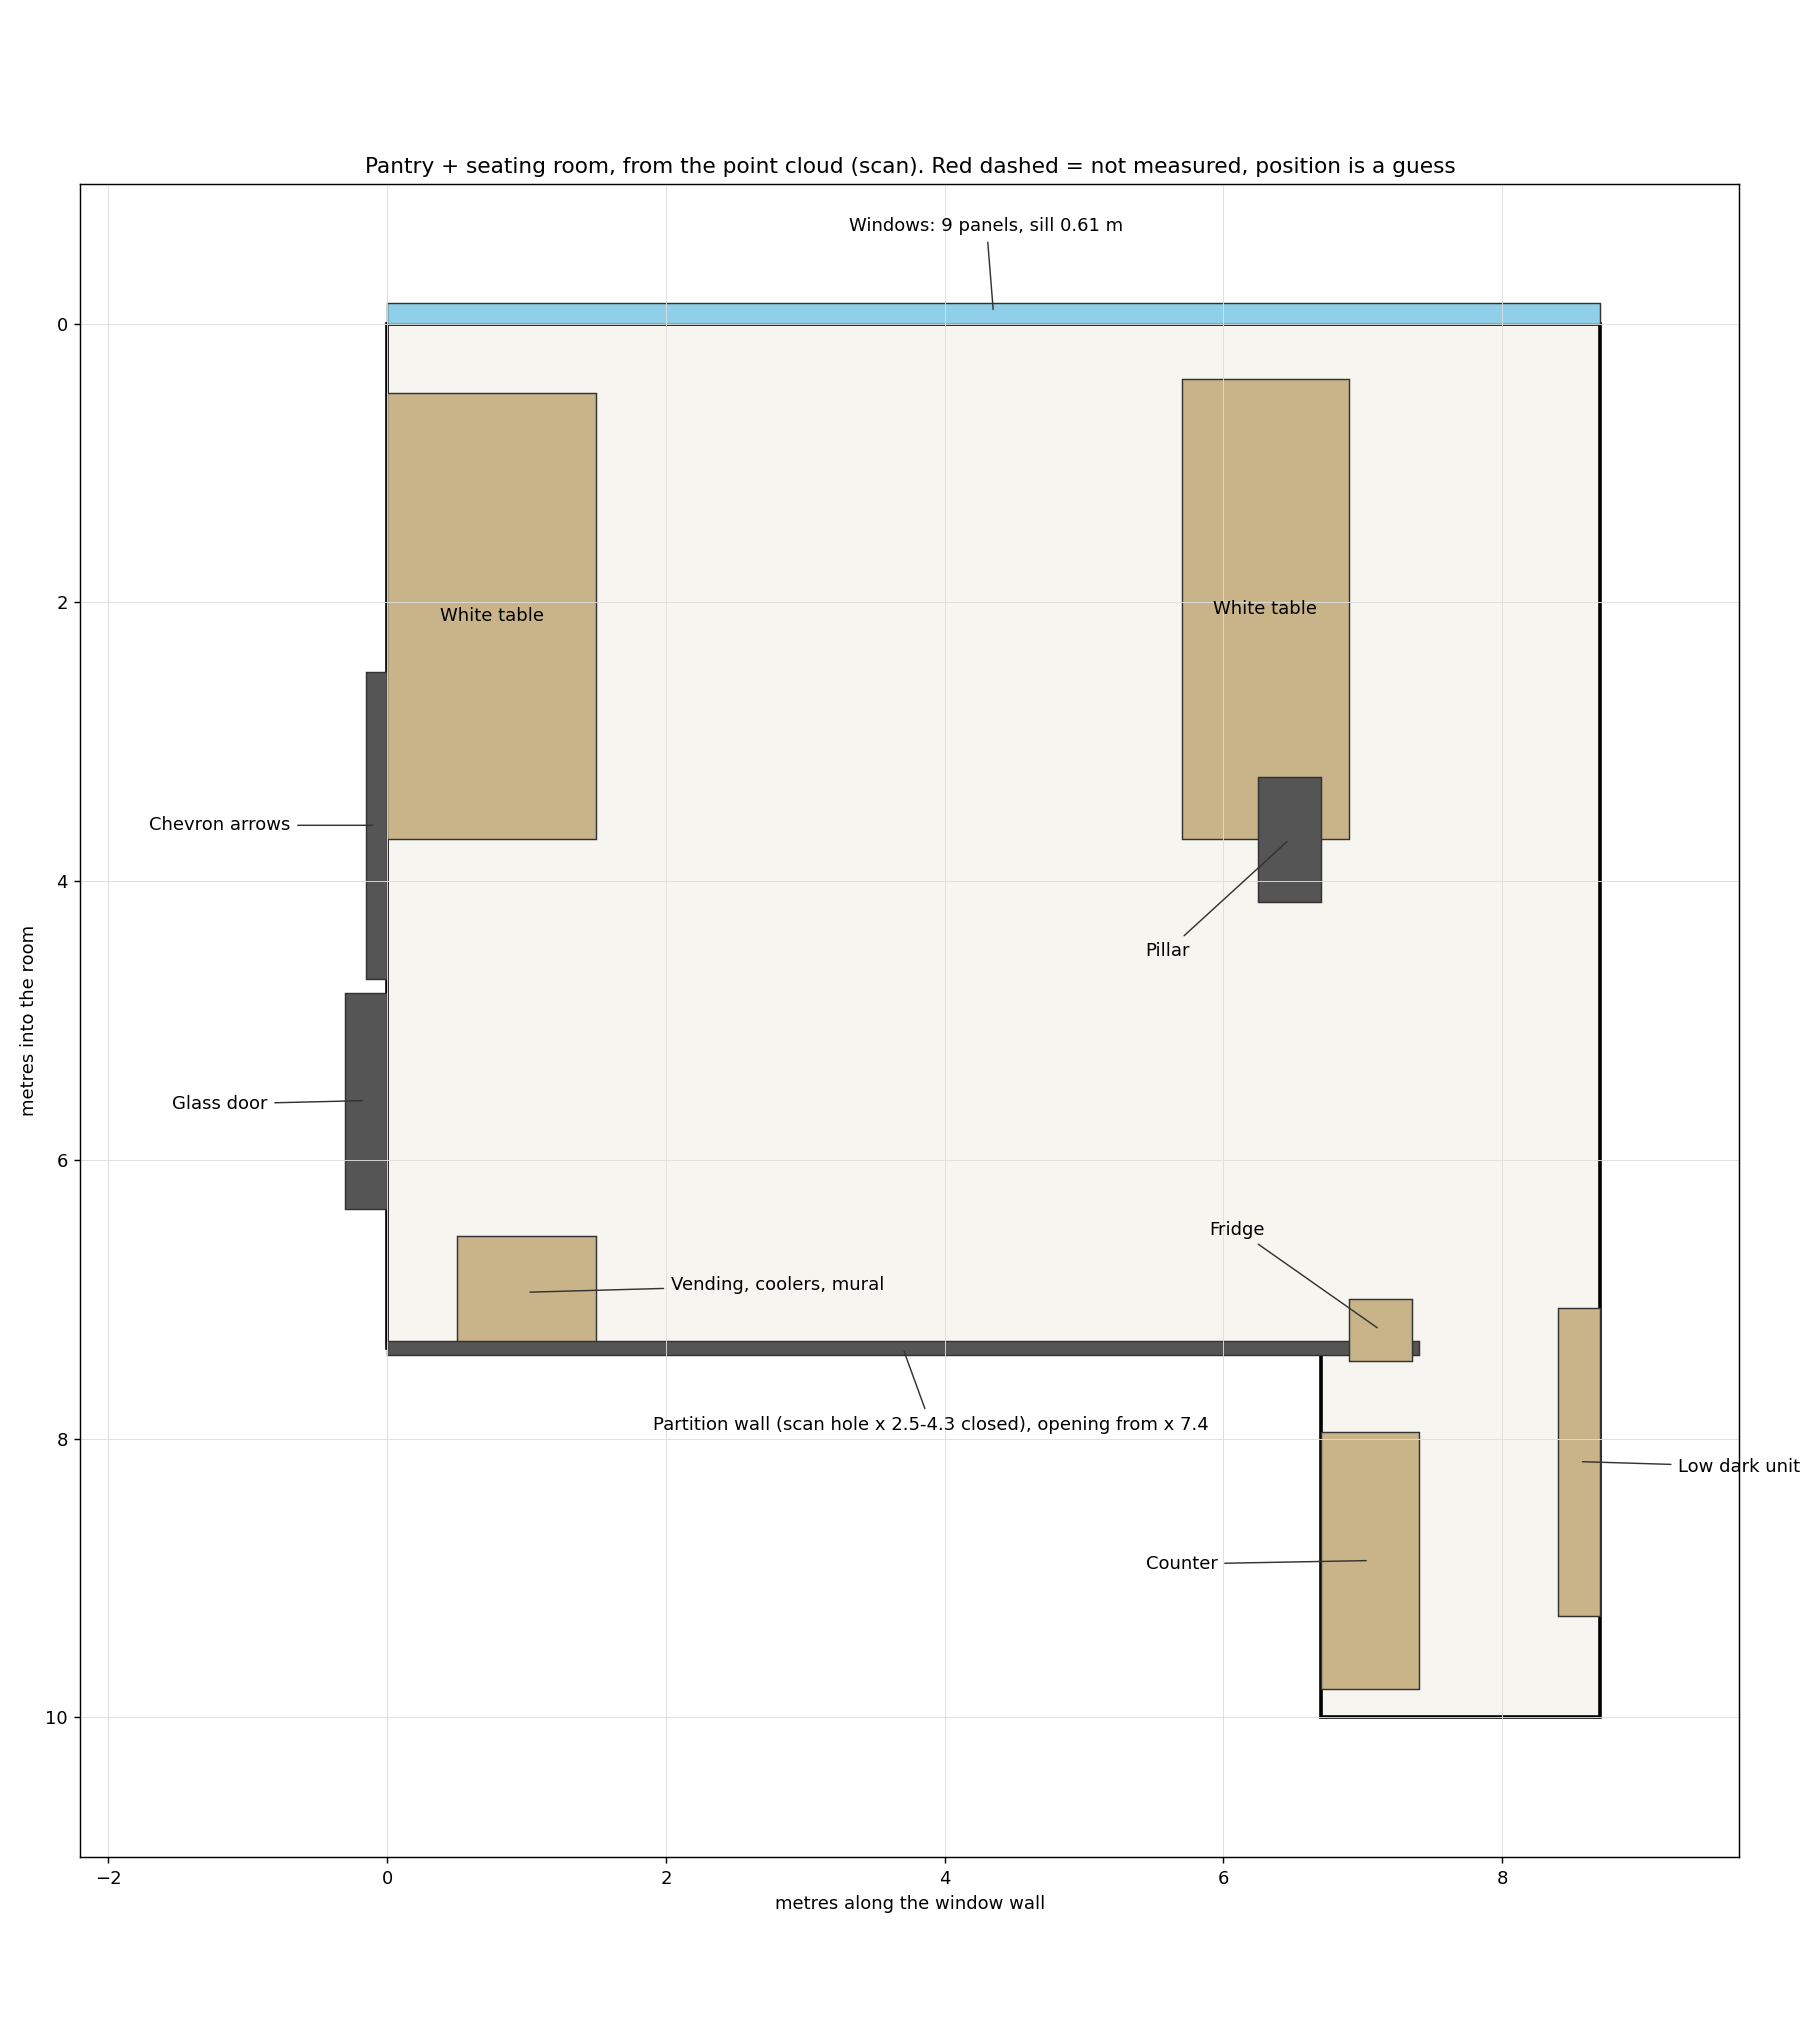 Pantry + seating room, from the point cloud (scan). Red dashed = not measured, position is a guess
Windows: 9 panels, sill 0.61 m
0
White table
White table
2
Chevron arrows
4
Pillar
metres into the room
Glass door
6
Fridge
Vending, coolers, mural
Partition wall (scan hole x 2.5-4.3 closed), opening from x 7.4
8
Low dark unit
Counter
10
−2
0
2
4
6
8
metres along the window wall